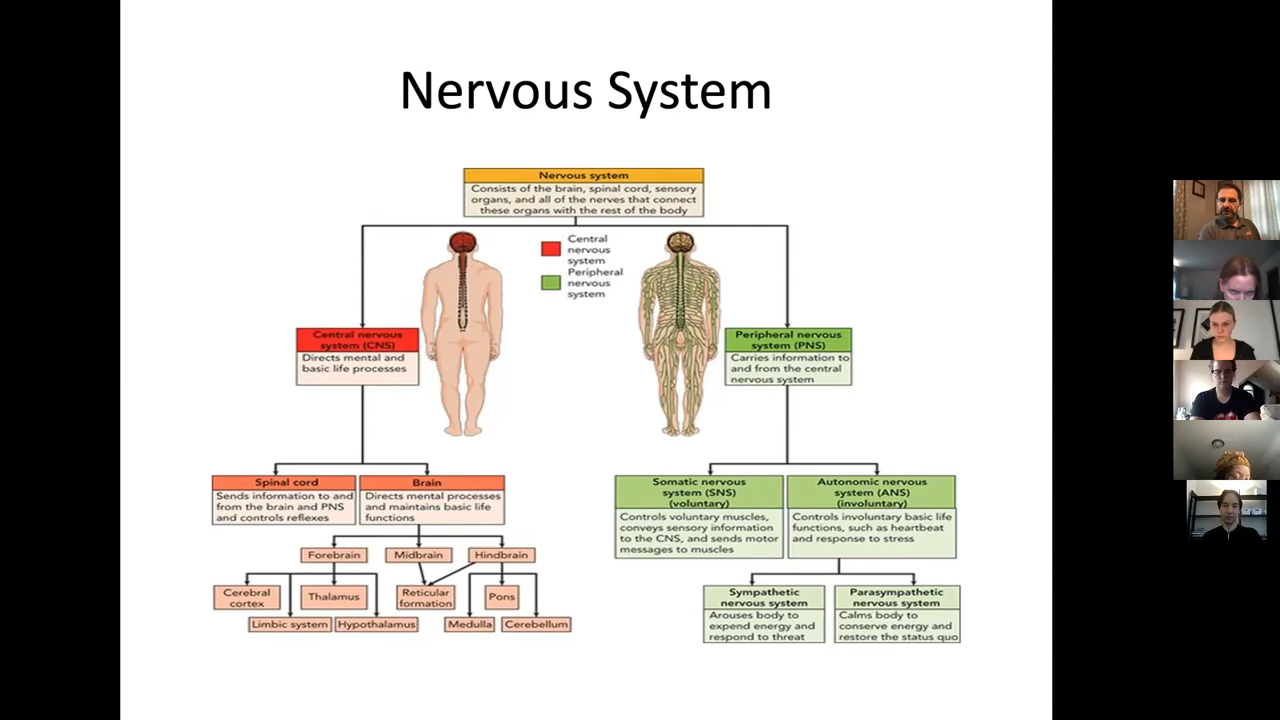 Nervous System
Nervous system
Consists of the brain, spinal cord, sensory
organs, and all of the nerves that connect
these organs with the rest of the body
Central
nervous
system
Peripheral
nervous
system
Central nervous
system (CNS)
Directs mental and
basic life processes
Peripheral nervous
system (PNS)
Carries information to
and from the central
nervous system
Spinal cord
Sends information to and
from the brain and PNS
and controls reflexes
Brain
Directs mental processes
and maintains basic life
functions
Forebrain
Midbrain
Hindbrain
Cerebral
cortex
Thalamus
Reticular
formation
Pons
Limbic system
Hypothalamus
Medulla
Cerebellum
Somatic nervous
system (SNS)
(voluntary)
Controls voluntary muscles,
conveys sensory information
to the CNS, and sends motor
messages to muscles
Autonomic nervous
system (ANS)
(involuntary)
Controls involuntary basic life
functions, such as heartbeat
and response to stress
Sympathetic
nervous system
Arouses body to
expend energy and
respond to threat
Parasympathetic
nervous system
Calms body to
conserve energy and
restore the status quo